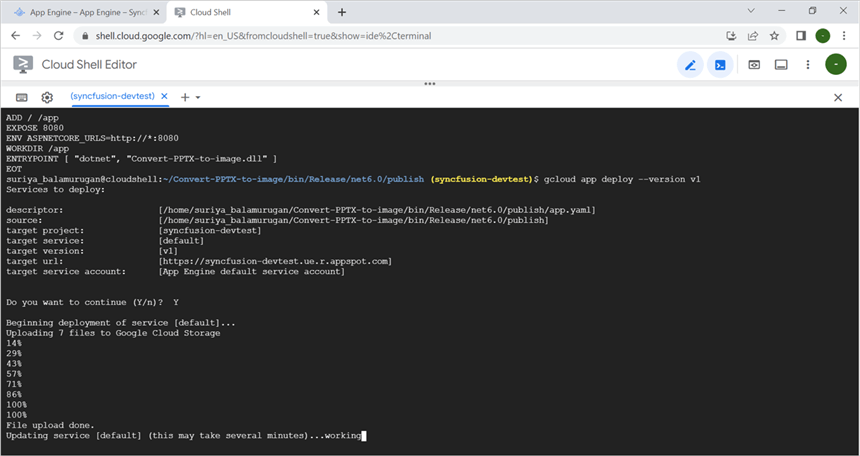 App Engine – App Engine – Syncf
Cloud Shell
shell.cloud.google.com/?hl=en_US&fromcloudshell=true&show=ide%2Cterminal
Cloud Shell Editor
(syncfusion-devtest)
ADD / /app
EXPOSE 8080
ENV ASPNETCORE_URLS=http://*:8080
WORKDIR /app
ENTRYPOINT [ "dotnet", "Convert-PPTX-to-image.dll" ]
EOT
suriya_balamurugan@cloudshell:~/Convert-PPTX-to-image/bin/Release/net6.0/publish (syncfusion-devtest)$ gcloud app deploy --version v1
Services to deploy:
descriptor: [/home/suriya_balamurugan/Convert-PPTX-to-image/bin/Release/net6.0/publish/app.yaml]
source: [/home/suriya_balamurugan/Convert-PPTX-to-image/bin/Release/net6.0/publish]
target project: [syncfusion-devtest]
target service: [default]
target version: [v1]
target url: [https://syncfusion-devtest.ue.r.appspot.com]
target service account: [App Engine default service account]
Do you want to continue (Y/n)? Y
Beginning deployment of service [default]...
Uploading 7 files to Google Cloud Storage
14%
29%
43%
57%
71%
86%
100%
100%
File upload done.
Updating service [default] (this may take several minutes)...working